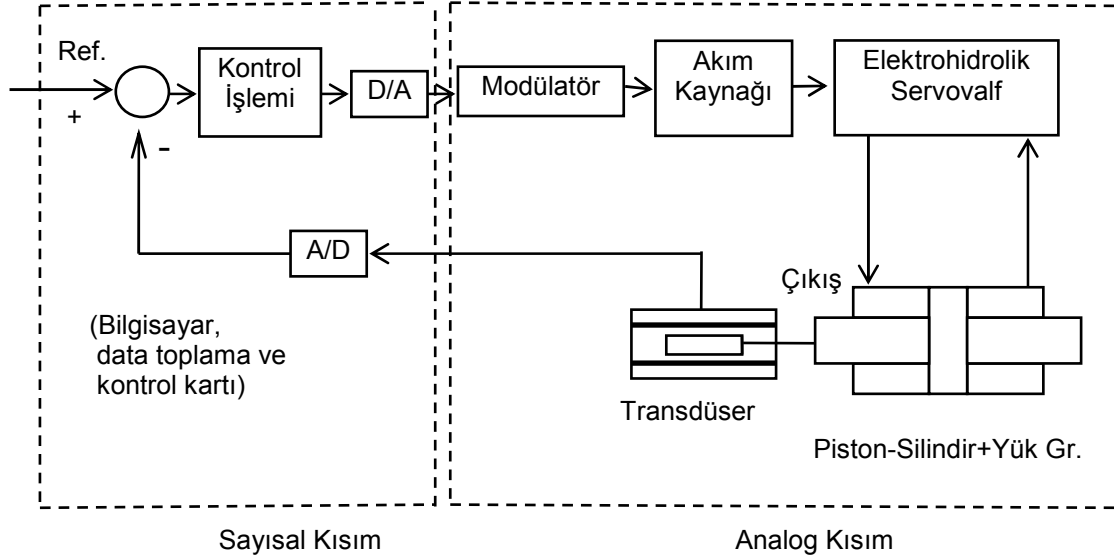 Ref.
+
-
Kontrol
İşlemi
D/A
Modülatör
Akım
Kaynağı
Elektrohidrolik
Servovalf
A/D
Çıkış
(Bilgisayar,
data toplama ve
kontrol kartı)
Transdüser
Piston-Silindir+Yük Gr.
Sayısal Kısım
Analog Kısım